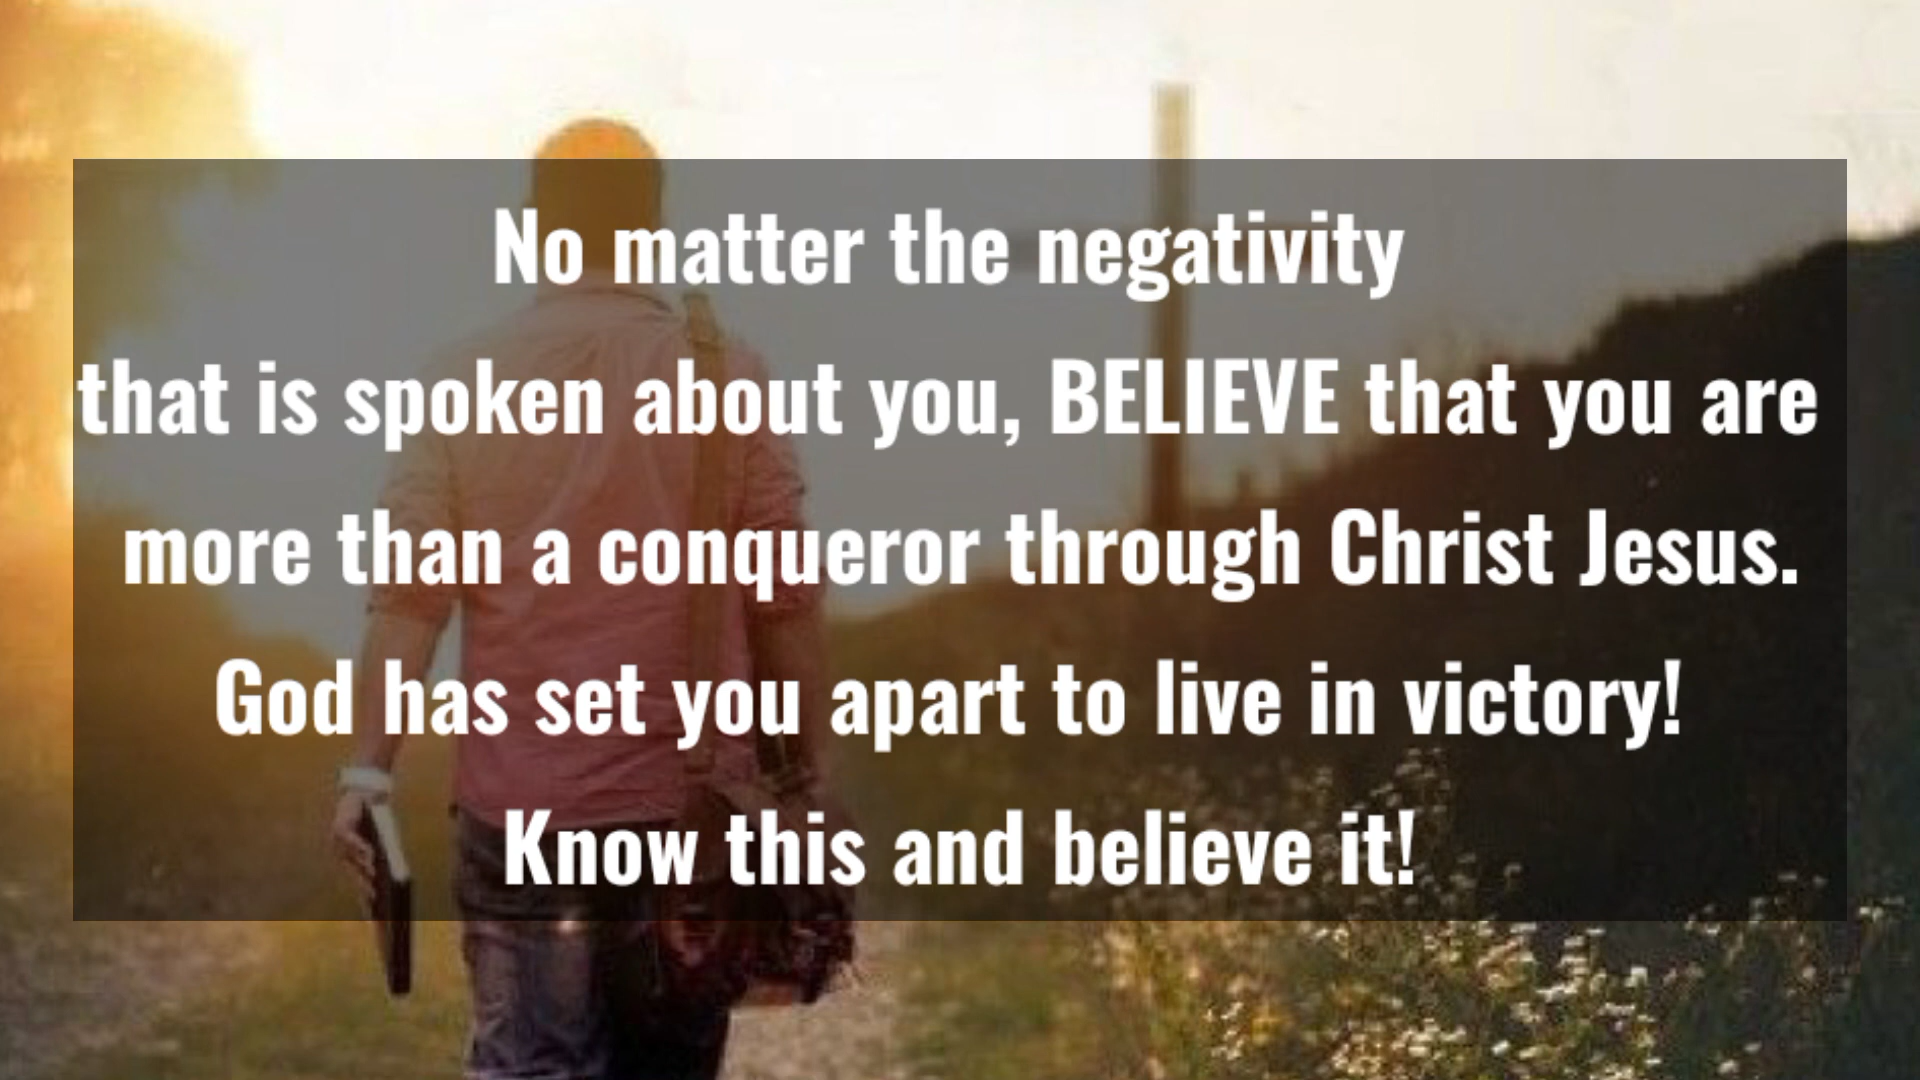 No matter the negativity
that is spoken about you, BELIEVE that you are
more than a conqueror through Christ Jesus.
God has set you apart to live in victory!
Know this and believe it!